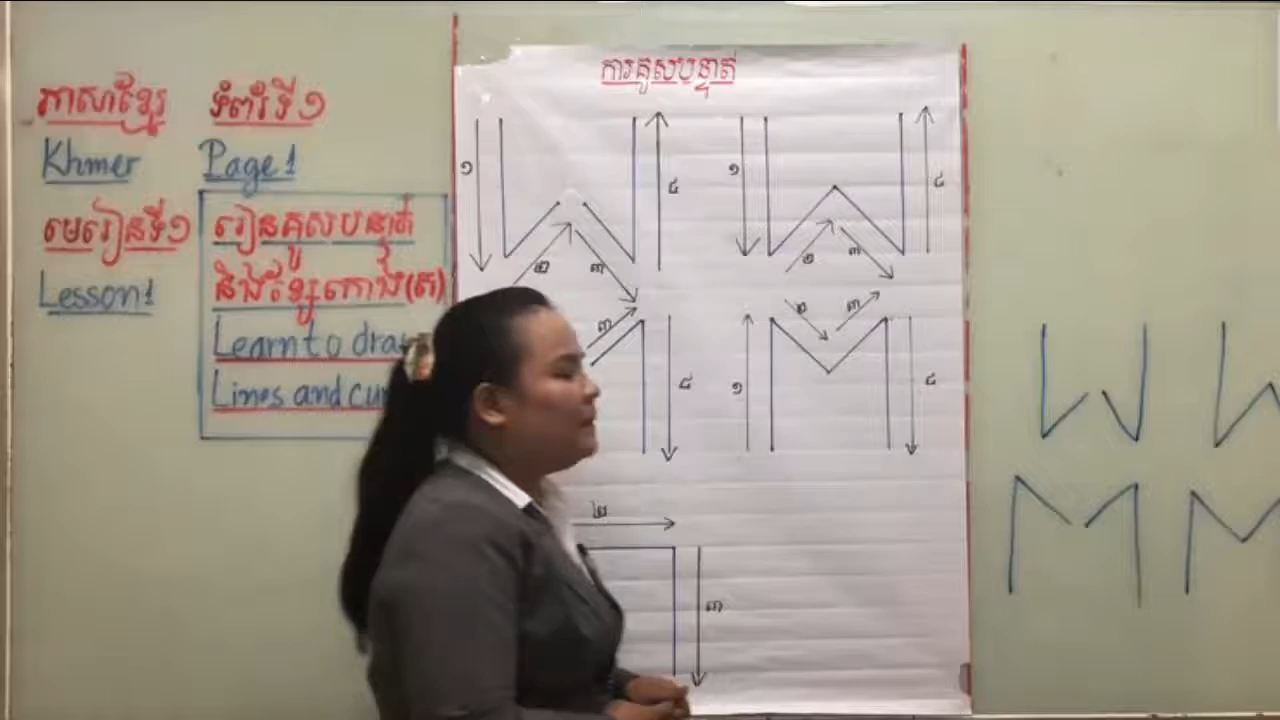 ភាសាខ្មែរ ទំព័រទី១
Khmer Page 1
មេរៀនទី១ រៀនគូសបន្ទាត់
និងខ្សែកោង(ត)
Lesson 1 Learn to dra
Lines and cu
ការគូសបន្ទាត់
១ ២ ៣ ៤
១ ២ ៣ ៤
៣ ៤
១ ២ ៣ ៤
២ ៣